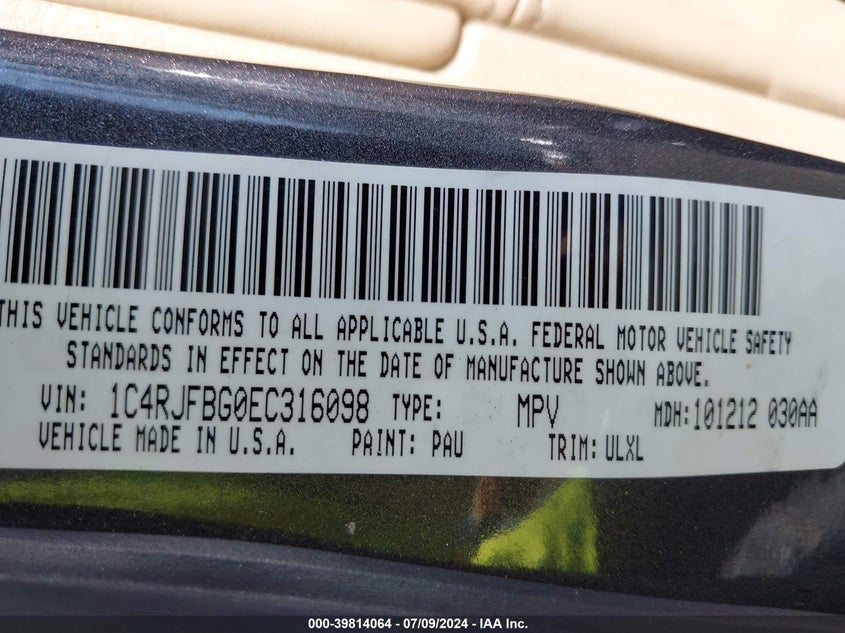 THIS VEHICLE CONFORMS TO ALL APPLICABLE U.S.A. FEDERAL MOTOR VEHICLE SAFETY
STANDARDS IN EFFECT ON THE DATE OF MANUFACTURE SHOWN ABOVE.
VIN: 1C4RJFBG0EC316098 TYPE: MPV MDH:101212 030AA
VEHICLE MADE IN U.S.A. PAINT: PAU TRIM: ULXL
000-39814064 / 07/09/2024 - IAA Inc.